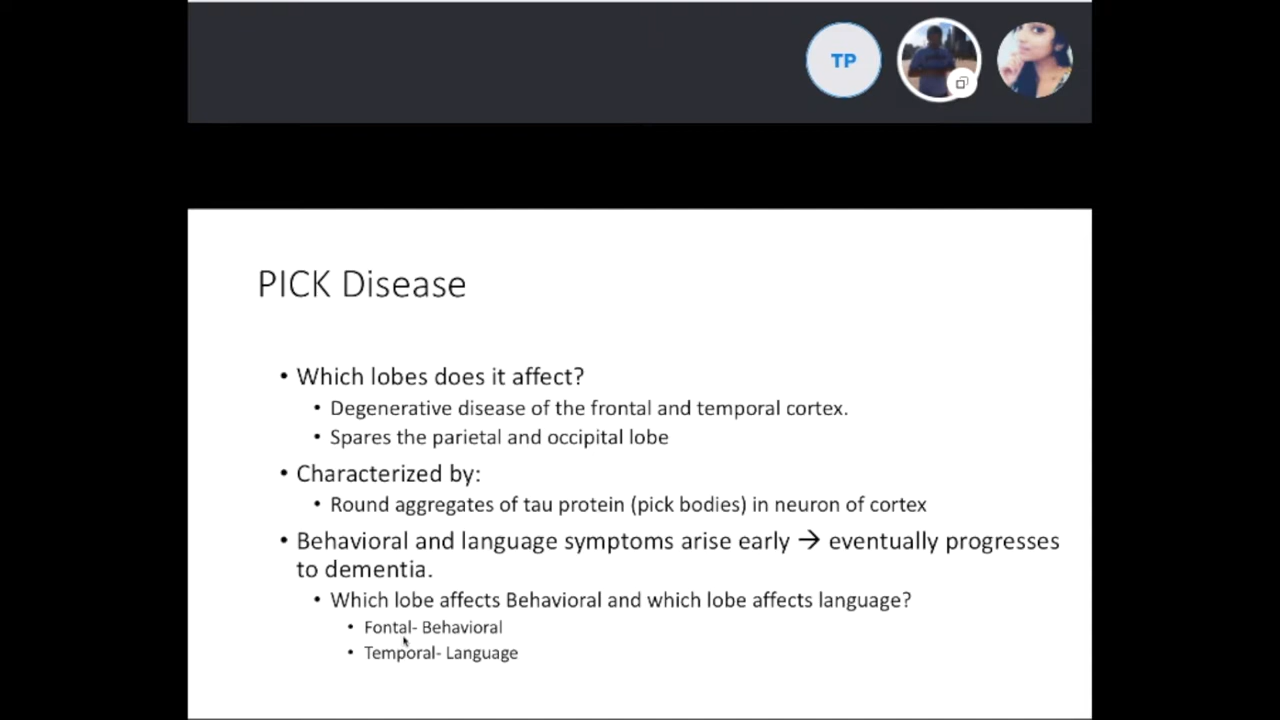 TP
PICK Disease
• Which lobes does it affect?
• Degenerative disease of the frontal and temporal cortex.
• Spares the parietal and occipital lobe
• Characterized by:
• Round aggregates of tau protein (pick bodies) in neuron of cortex
• Behavioral and language symptoms arise early → eventually progresses
to dementia.
• Which lobe affects Behavioral and which lobe affects language?
• Fontal- Behavioral
• Temporal- Language